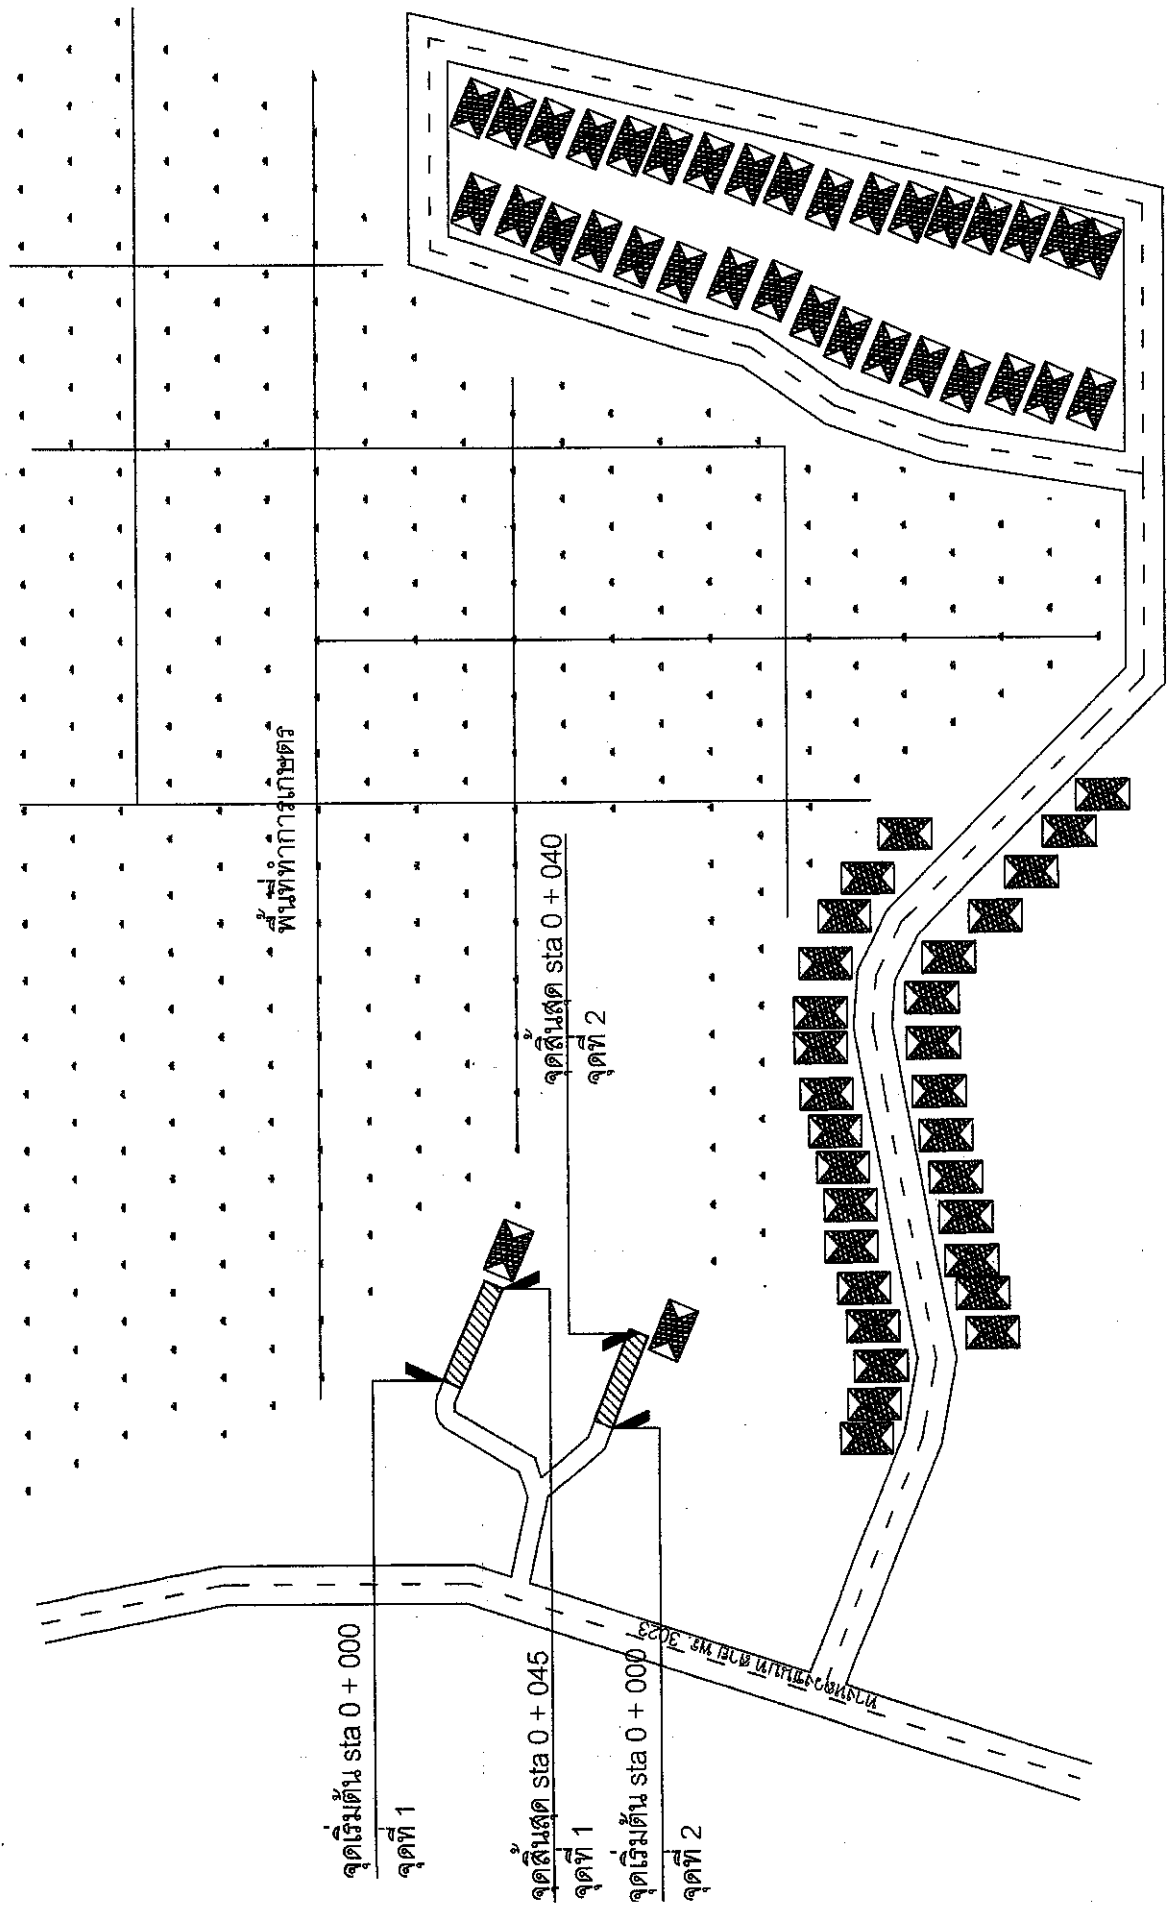 พื้นที่ทำการเกษตร
จุดสิ้นสุด sta 0 + 040
จุดที่ 2
จุดเริ่มต้น sta 0 + 000
จุดที่ 1
จุดสิ้นสุด sta 0 + 045
จุดที่ 1
จุดเริ่มต้น sta 0 + 000
จุดที่ 2
ทางหลวงชนบท สาย พร. 3023